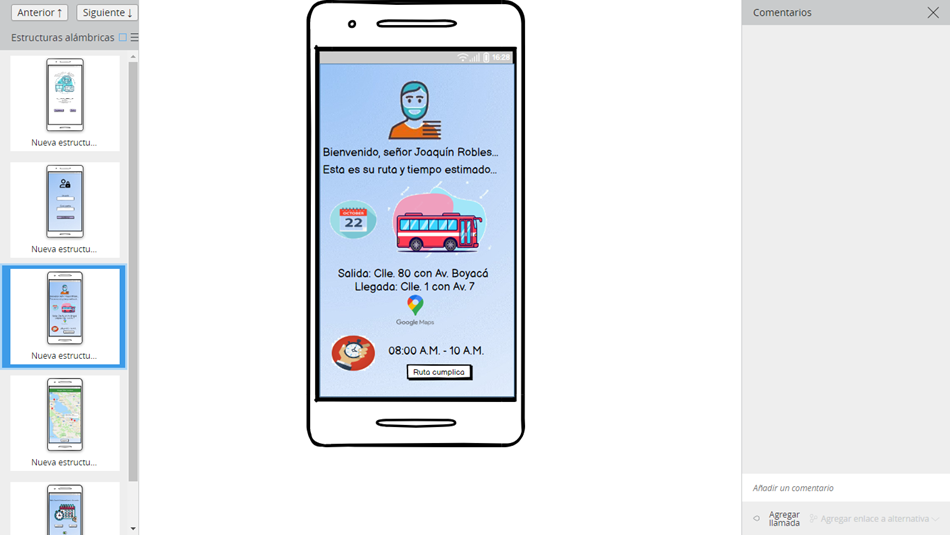 Anterior ↑ Siguiente ↓
Estructuras alámbricas
Nueva estructu...
Nueva estructu...
Nueva estructu...
Nueva estructu...
16:29
Bienvenido, señor Joaquín Robles...
Esta es su ruta y tiempo estimado...
OCTOBER
22
Salida: Clle. 80 con Av. Boyacá
Llegada: Clle. 1 con Av. 7
Google Maps
08:00 A.M. - 10 A.M.
Ruta cumplica
Comentarios
Añadir un comentario
Agregar llamada
Agregar enlace a alternativa